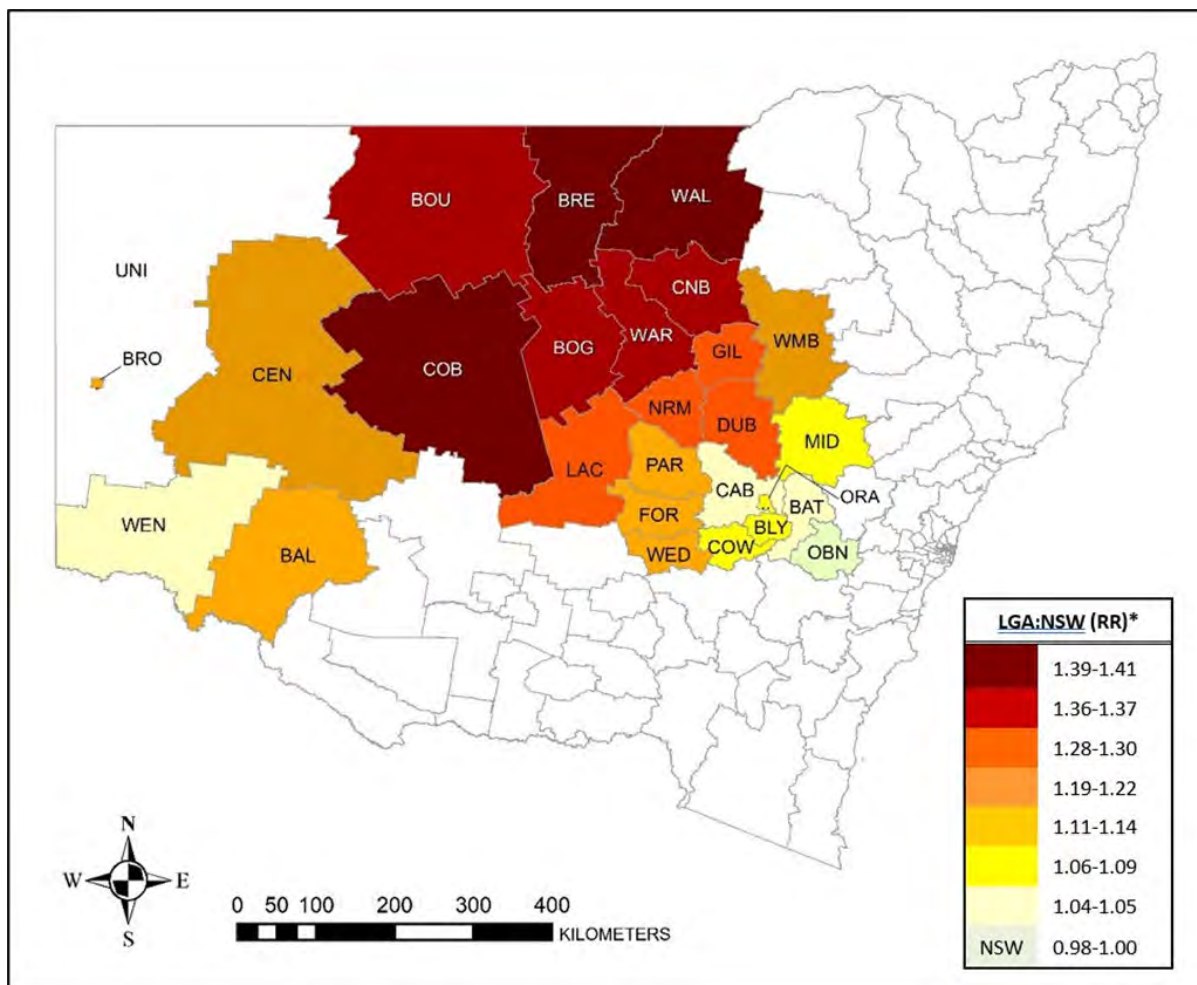 BOU
BRE
WAL
UNI
CNB
BRO
CEN
COB
BOG
WAR
GIL
WMB
NRM
DUB
MID
LAC
PAR
CAB
ORA
WEN
BAL
FOR
BAT
BLY
WED
COW
OBN
LGA:NSW (RR)*
1.39-1.41
1.36-1.37
1.28-1.30
1.19-1.22
1.11-1.14
1.06-1.09
1.04-1.05
NSW 0.98-1.00
N
W E
S
0 50 100 200 300 400
KILOMETERS